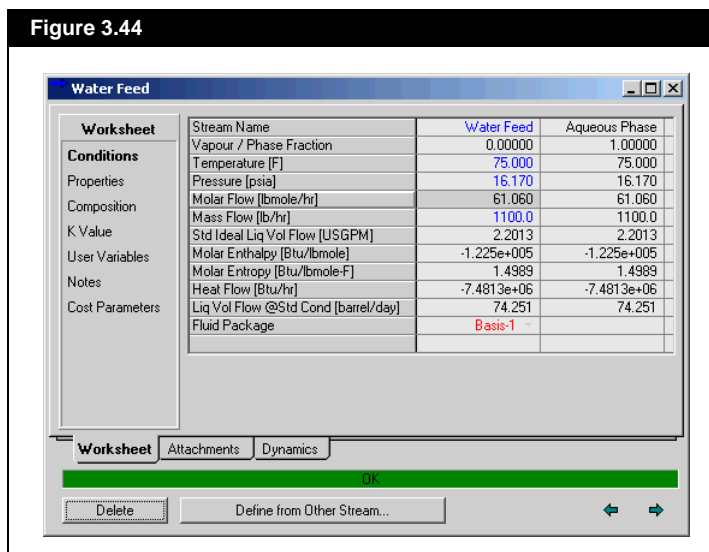 Figure 3.44
Water Feed
Worksheet
Conditions
Properties
Composition
K Value
User Variables
Notes
Cost Parameters
Stream Name Water Feed Aqueous Phase
Vapour / Phase Fraction 0.00000 1.00000
Temperature [F] 75.000 75.000
Pressure [psia] 16.170 16.170
Molar Flow [lbmole/hr] 61.060 61.060
Mass Flow [lb/hr] 1100.0 1100.0
Std Ideal Liq Vol Flow [USGPM] 2.2013 2.2013
Molar Enthalpy [Btu/lbmole] -1.225e+005 -1.225e+005
Molar Entropy [Btu/lbmole-F] 1.4989 1.4989
Heat Flow [Btu/hr] -7.4813e+06 -7.4813e+06
Liq Vol Flow @Std Cond [barrel/day] 74.251 74.251
Fluid Package Basis-1
Worksheet Attachments Dynamics
OK
Delete Define from Other Stream...